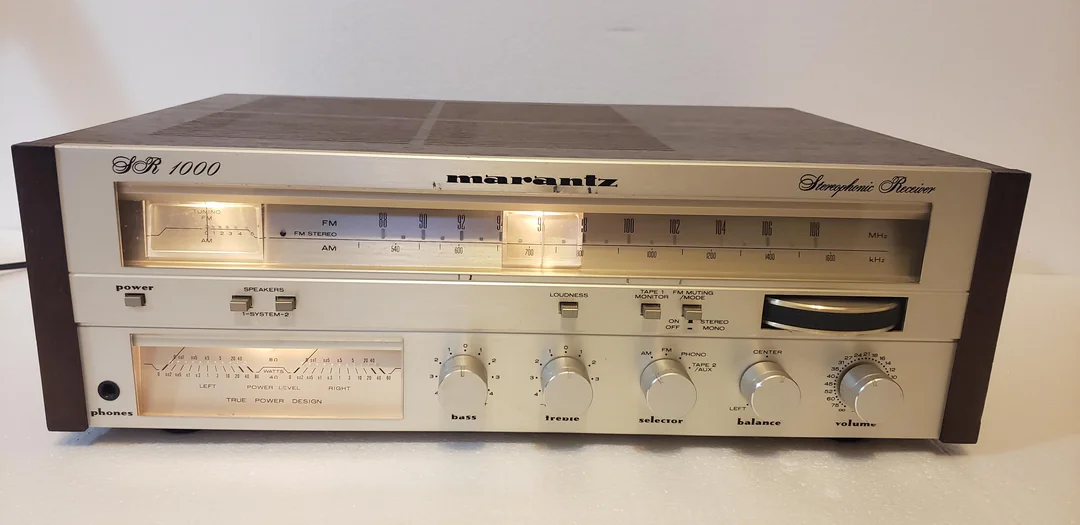 SR 1000
marantz
Stereophonic Receiver
TUNING
FM
0 1 2 3 4
AM
FM 88 90 92 98 100 102 104 106 108 MHz
FM STEREO
AM 540 600 700 1000 1200 1400 1600 kHz
power
SPEAKERS
1-SYSTEM-2
LOUDNESS
TAPE 1 MONITOR
FM MUTING /MODE
ON STEREO
OFF MONO
8Ω
WATTS
LEFT POWER LEVEL RIGHT
TRUE POWER DESIGN
phones
bass
treble
AM FM PHONO
TAPE 2 /AUX
selector
CENTER
LEFT
balance
volume